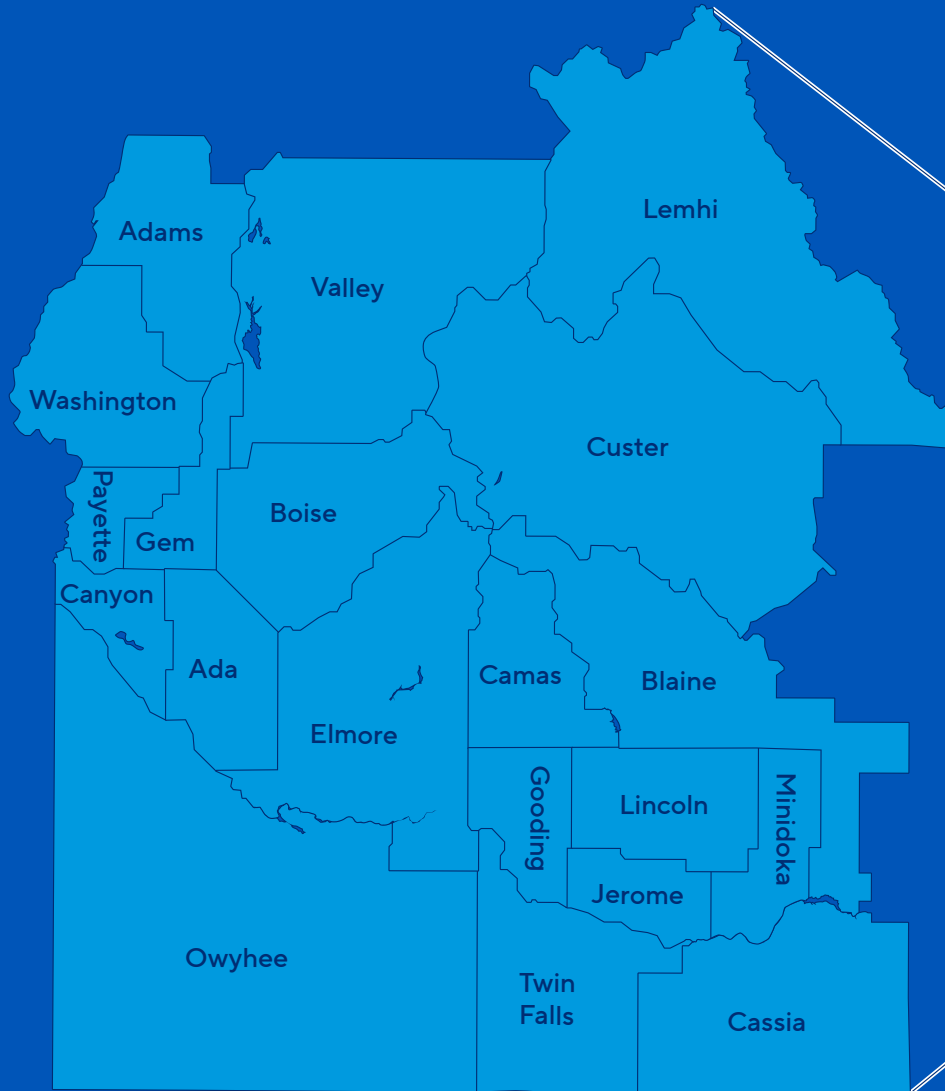 Lemhi
Adams
Valley
Washington
Custer
Payette
Boise
Gem
Canyon
Ada
Camas
Blaine
Elmore
Gooding
Lincoln
Minidoka
Jerome
Owyhee
Twin
Falls
Cassia